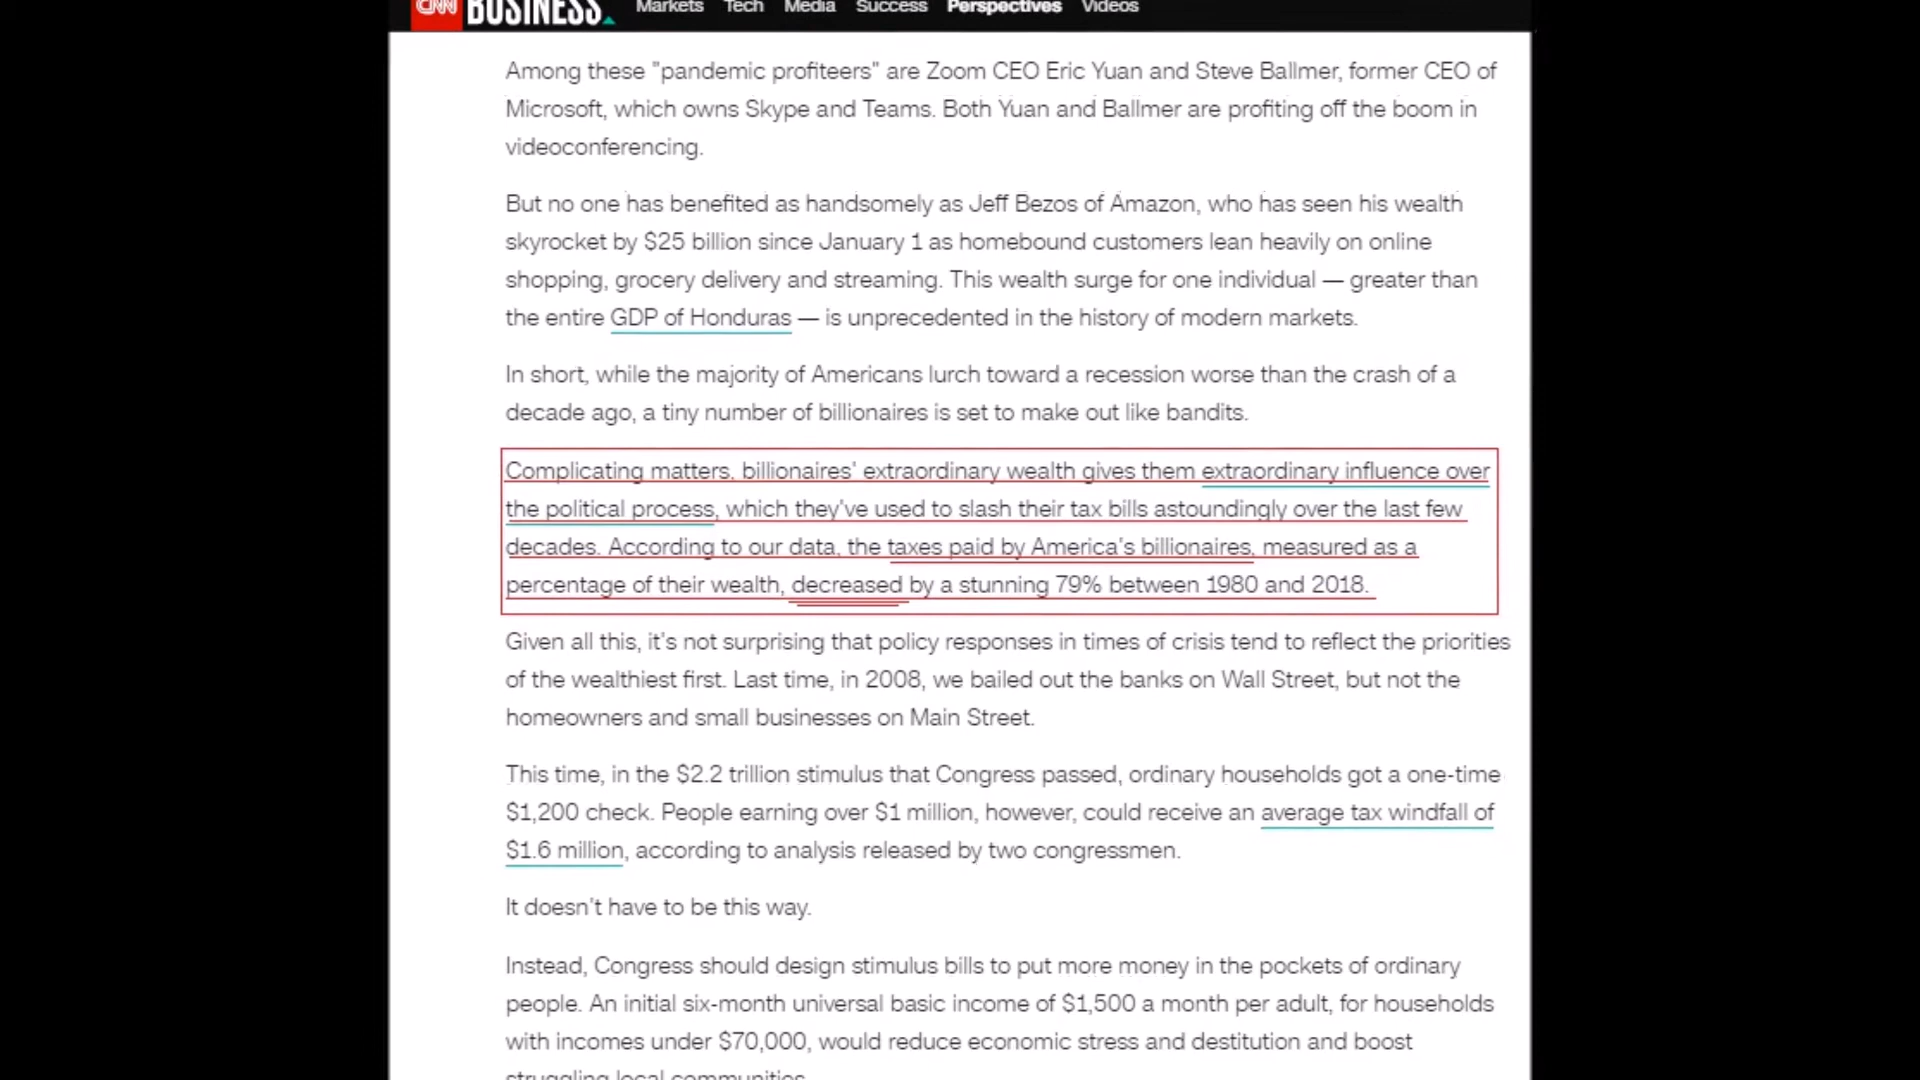 CNN BUSINESS Markets Tech Media Success Perspectives Videos
Among these "pandemic profiteers" are Zoom CEO Eric Yuan and Steve Ballmer, former CEO of
Microsoft, which owns Skype and Teams. Both Yuan and Ballmer are profiting off the boom in
videoconferencing.
But no one has benefited as handsomely as Jeff Bezos of Amazon, who has seen his wealth
skyrocket by $25 billion since January 1 as homebound customers lean heavily on online
shopping, grocery delivery and streaming. This wealth surge for one individual — greater than
the entire GDP of Honduras — is unprecedented in the history of modern markets.
In short, while the majority of Americans lurch toward a recession worse than the crash of a
decade ago, a tiny number of billionaires is set to make out like bandits.
Complicating matters, billionaires' extraordinary wealth gives them extraordinary influence over
the political process, which they've used to slash their tax bills astoundingly over the last few
decades. According to our data, the taxes paid by America's billionaires, measured as a
percentage of their wealth, decreased by a stunning 79% between 1980 and 2018.
Given all this, it's not surprising that policy responses in times of crisis tend to reflect the priorities
of the wealthiest first. Last time, in 2008, we bailed out the banks on Wall Street, but not the
homeowners and small businesses on Main Street.
This time, in the $2.2 trillion stimulus that Congress passed, ordinary households got a one-time
$1,200 check. People earning over $1 million, however, could receive an average tax windfall of
$1.6 million, according to analysis released by two congressmen.
It doesn't have to be this way.
Instead, Congress should design stimulus bills to put more money in the pockets of ordinary
people. An initial six-month universal basic income of $1,500 a month per adult, for households
with incomes under $70,000, would reduce economic stress and destitution and boost
struggling local communities.